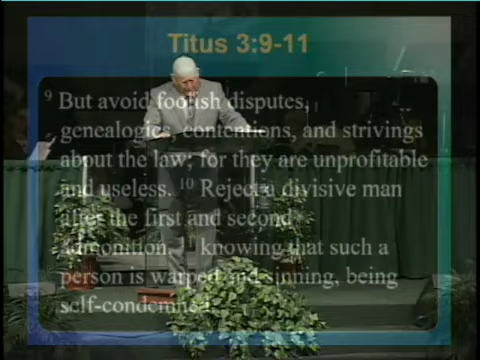 Titus 3:9-11
9 But avoid foolish disputes,
genealogies, contentions, and strivings
about the law; for they are unprofitable
and useless. 10 Reject a divisive man
after the first and second
admonition, 11 knowing that such a
person is warped and sinning, being
self-condemned.